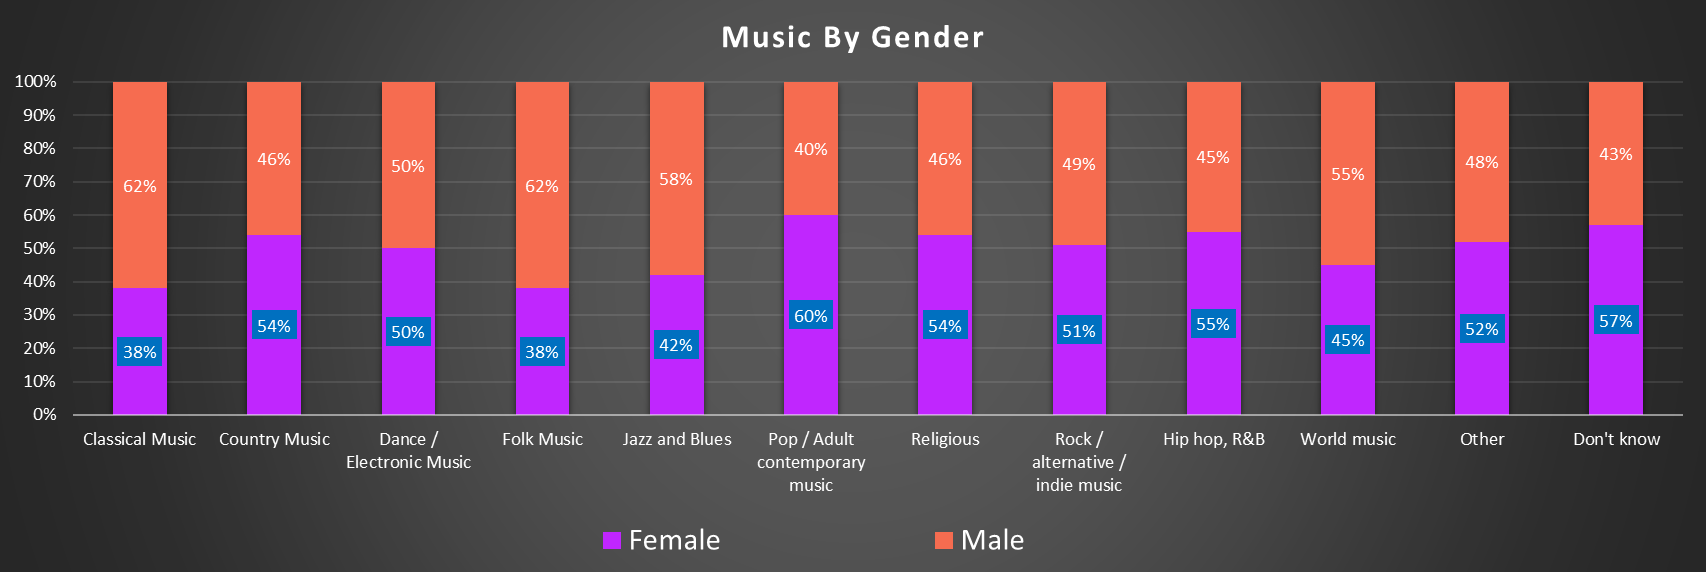 Music By Gender
100%
90%
80%
70%
60%
50%
40%
30%
20%
10%
0%
62% 46% 50% 62% 58% 40% 46% 49% 45% 55% 48% 43%
38% 54% 50% 38% 42% 60% 54% 51% 55% 45% 52% 57%
Classical Music
Country Music
Dance /
Electronic Music
Folk Music
Jazz and Blues
Pop / Adult
contemporary
music
Religious
Rock /
alternative /
indie music
Hip hop, R&B
World music
Other
Don't know
Female
Male